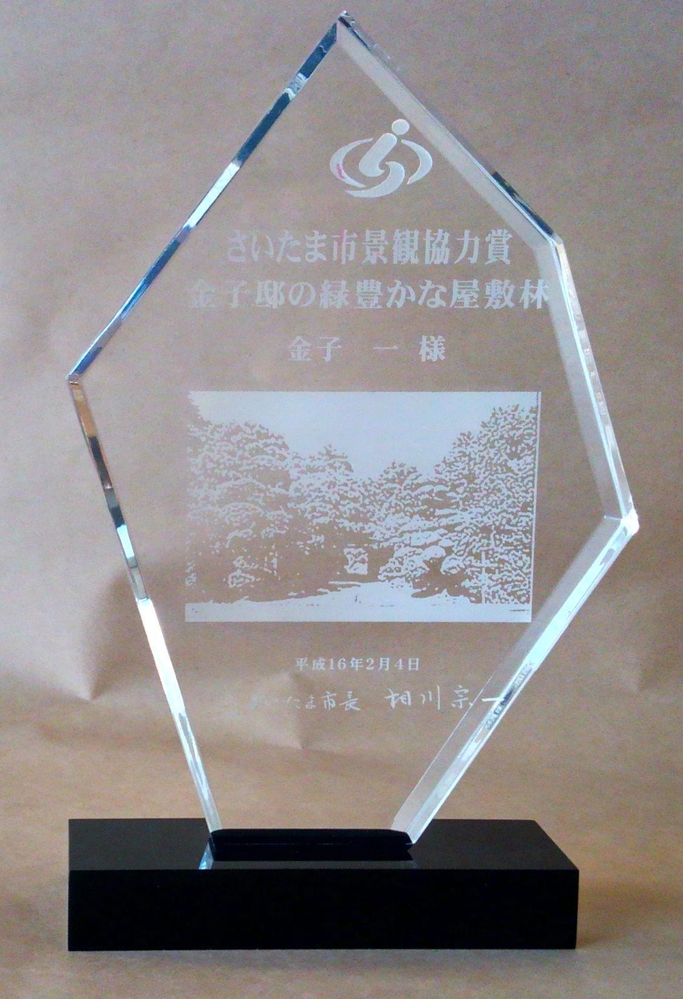 さいたま市景観協力賞
金子邸の緑豊かな屋敷林
金子 一 様
平成16年2月4日
さいたま市長 相川宗一